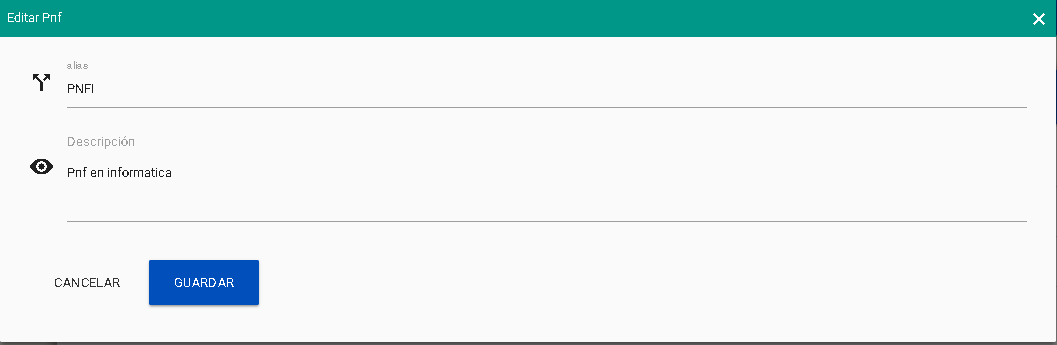 Editar Pnf
alias
PNFI
Descripción
Pnf en informatica
CANCELAR
GUARDAR